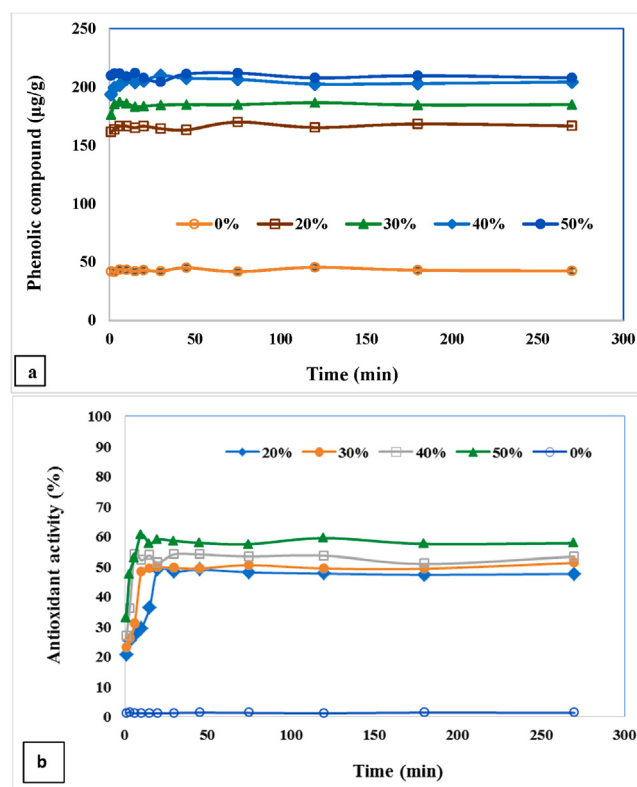 250
200
150
100
50
0
Phenolic compound (µg/g)
0% 20% 30% 40% 50%
0 50 100 150 200 250 300
Time (min)
a
100
90
80
70
60
50
40
30
20
10
0
Antioxidant activity (%)
20% 30% 40% 50% 0%
0 50 100 150 200 250 300
Time (min)
b